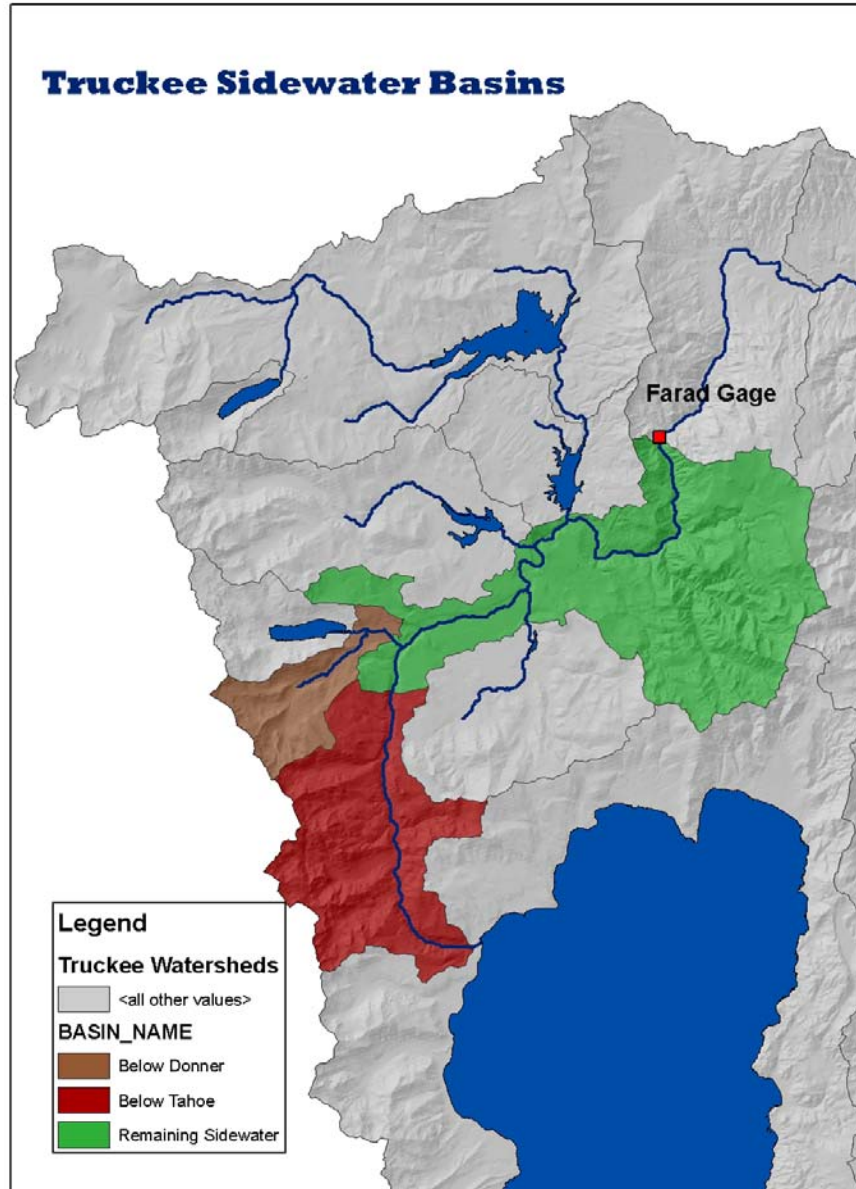 Truckee Sidewater Basins
Farad Gage
Legend
Truckee Watersheds
<all other values>
BASIN_NAME
Below Donner
Below Tahoe
Remaining Sidewater